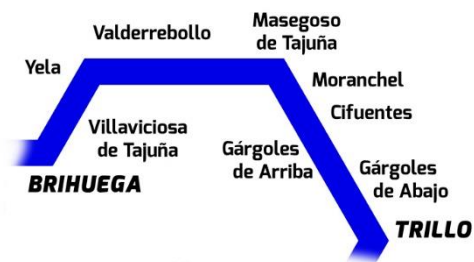 Valderrebollo
Masegoso
de Tajuña
Yela
Moranchel
Cifuentes
Villaviciosa
de Tajuña
Gárgoles
de Arriba
Gárgoles
de Abajo
BRIHUEGA
TRILLO